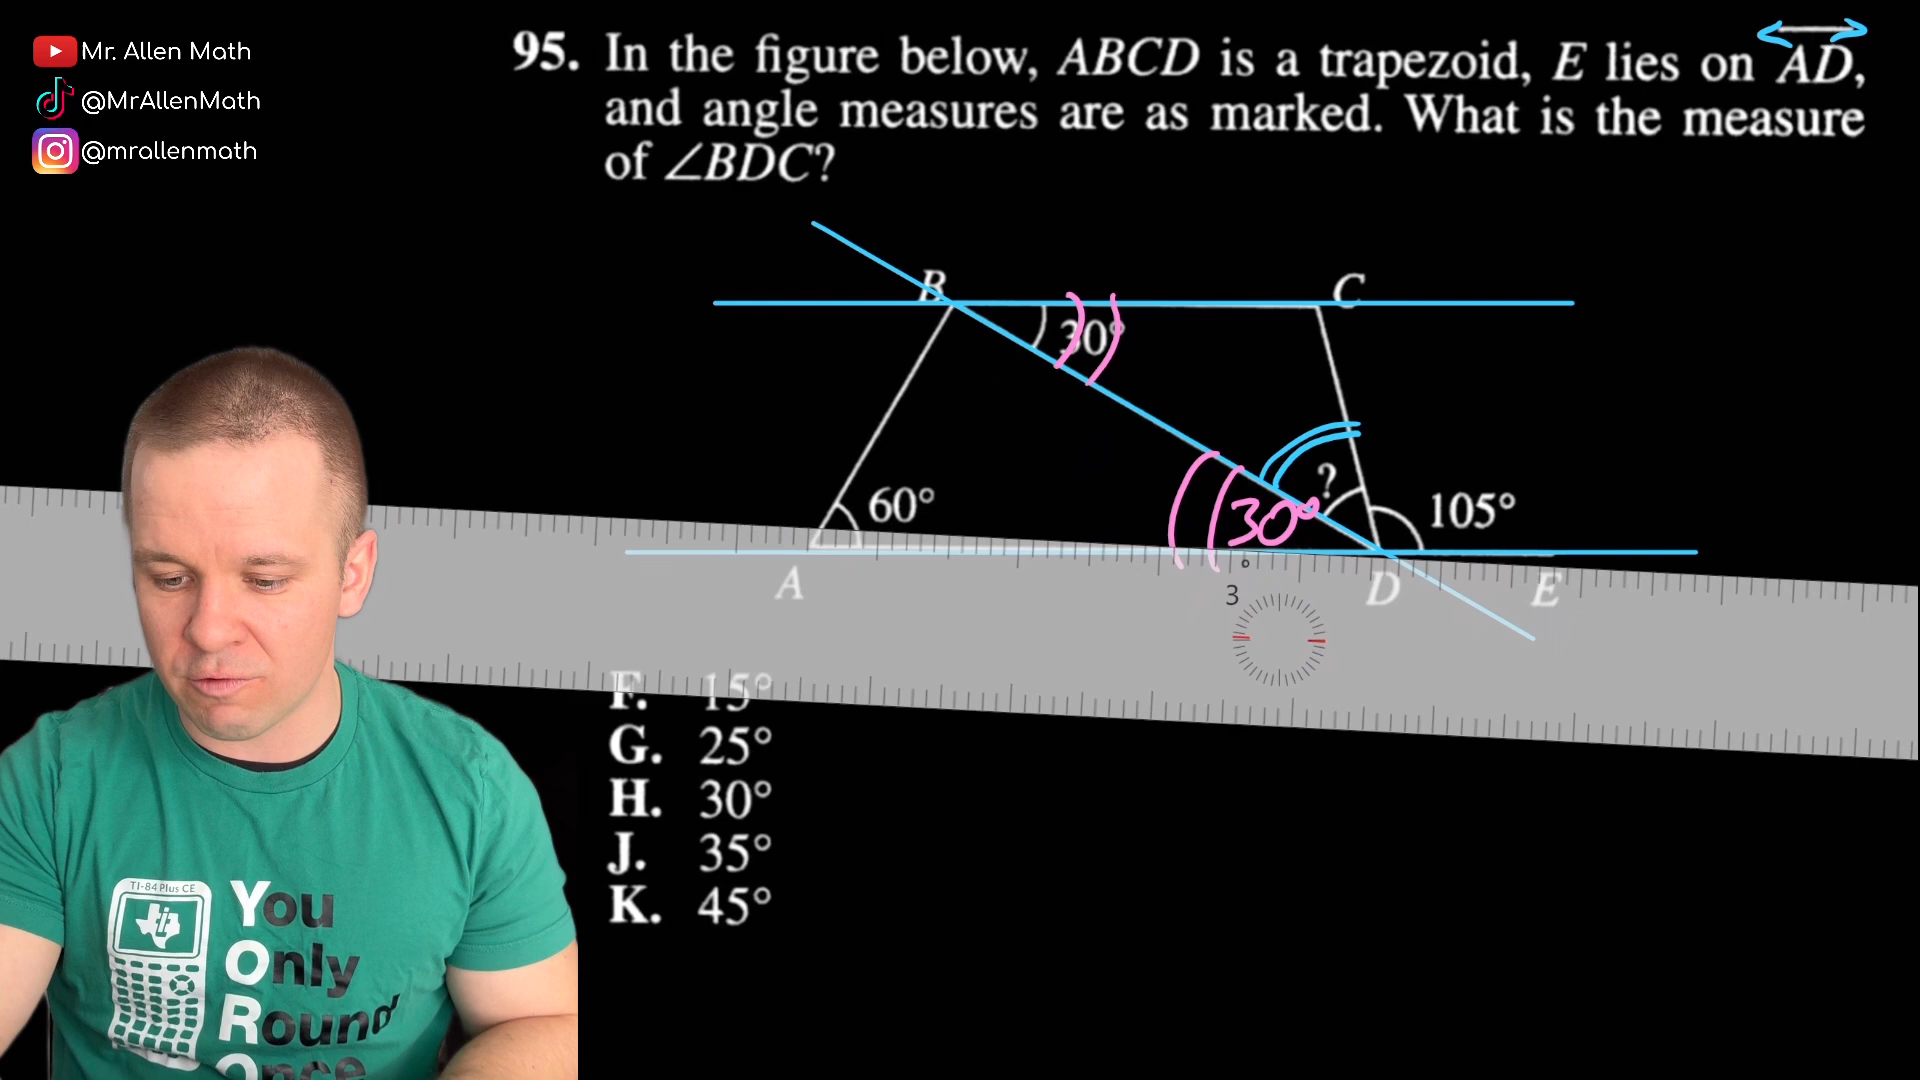 Mr. Allen Math
@MrAllenMath
@mrallenmath
95. In the figure below, ABCD is a trapezoid, E lies on AD,
and angle measures are as marked. What is the measure
of ∠BDC?
B
C
30°
60°
30°
?
105°
A
D
E
3°
F. 15°
G. 25°
H. 30°
J. 35°
K. 45°
TI-84 Plus CE
You
Only
Round
Once